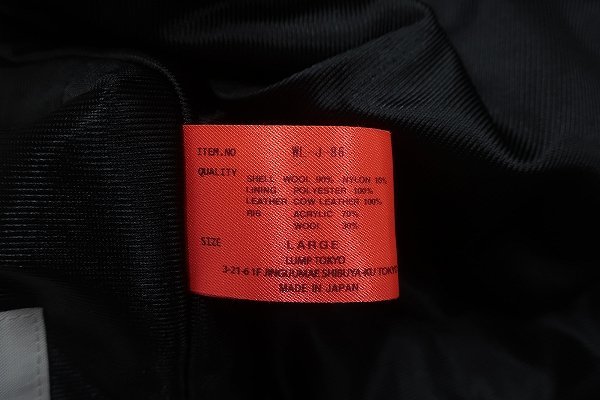 ITEM.NO WL-J-96
QUALITY
SHELL WOOL 90% NYLON 10%
LINING POLYESTER 100%
LEATHER COW LEATHER 100%
RIB ACRYLIC 70%
WOOL 30%
SIZE LARGE
LUMP TOKYO
3-21-6 1F JINGUUMAE SHIBUYA-KU TOKYO
MADE IN JAPAN